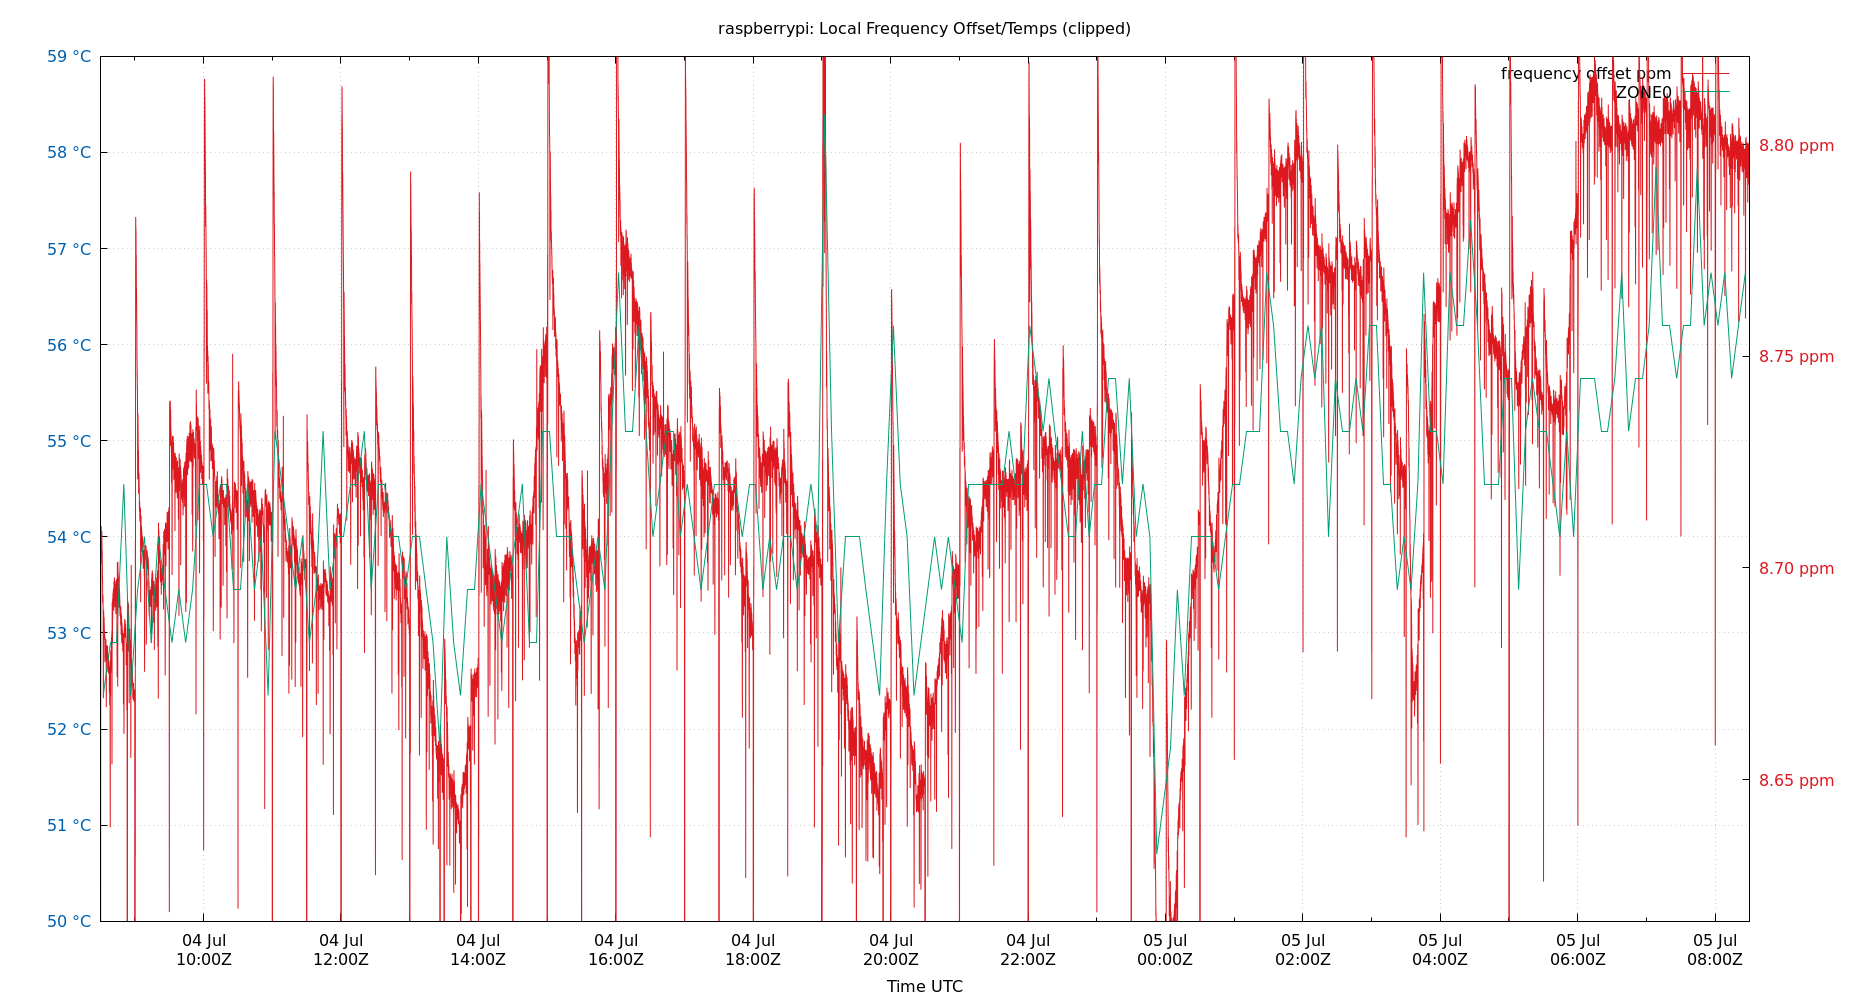 raspberrypi: Local Frequency Offset/Temps (clipped)
59 °C
58 °C
57 °C
56 °C
55 °C
54 °C
53 °C
52 °C
51 °C
50 °C
frequency offset ppm
ZONE0
8.80 ppm
8.75 ppm
8.70 ppm
8.65 ppm
04 Jul 04 Jul 04 Jul 04 Jul 04 Jul 04 Jul 04 Jul 05 Jul 05 Jul 05 Jul 05 Jul 05 Jul
10:00Z 12:00Z 14:00Z 16:00Z 18:00Z 20:00Z 22:00Z 00:00Z 02:00Z 04:00Z 06:00Z 08:00Z
Time UTC